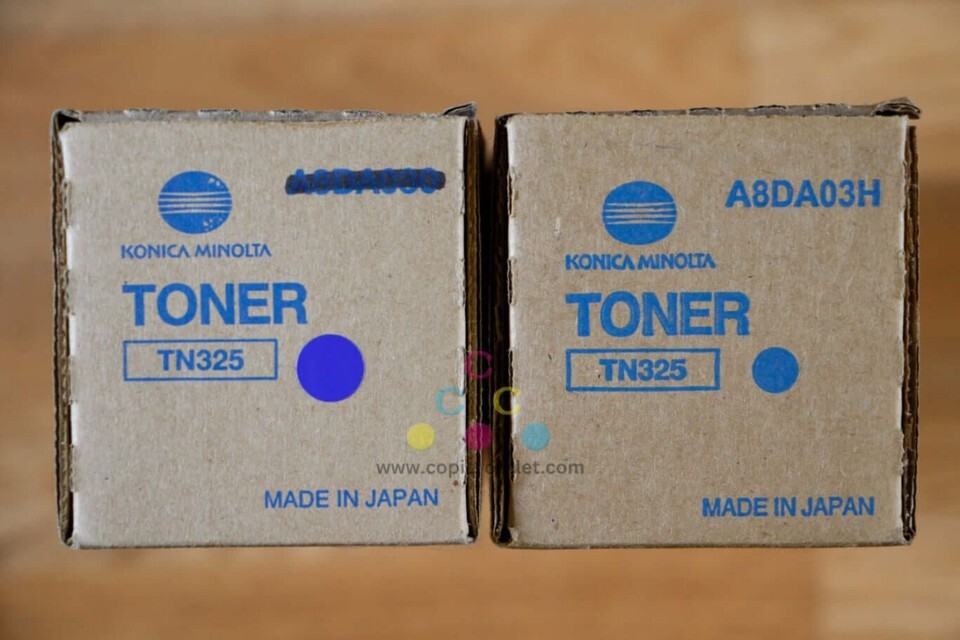 KONICA MINOLTA
TONER
TN325
MADE IN JAPAN
A8DA03H
KONICA MINOLTA
TONER
TN325
MADE IN JAPAN
C
C C